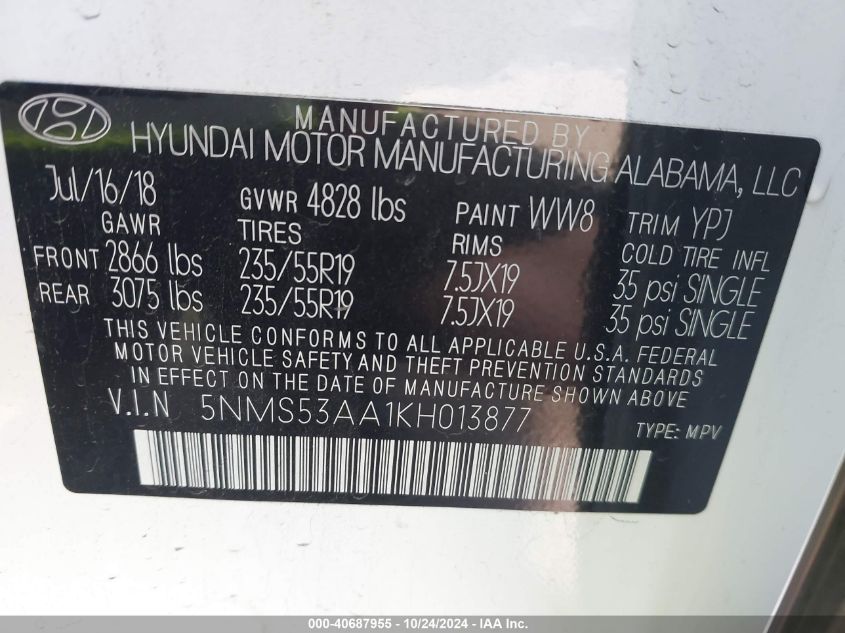 MANUFACTURED BY
HYUNDAI MOTOR MANUFACTURING ALABAMA, LLC
Jul/16/18 GVWR 4828 lbs PAINT WW8 TRIM YPJ
GAWR TIRES RIMS COLD TIRE INFL
FRONT 2866 lbs 235/55R19 7.5JX19 35 psi SINGLE
REAR 3075 lbs 235/55R19 7.5JX19 35 psi SINGLE
THIS VEHICLE CONFORMS TO ALL APPLICABLE U.S.A. FEDERAL
MOTOR VEHICLE SAFETY AND THEFT PREVENTION STANDARDS
IN EFFECT ON THE DATE OF MANUFACTURE SHOWN ABOVE
V.I.N 5NMS53AA1KH013877 TYPE: MPV
000-40687955 - 10/24/2024 - IAA Inc.